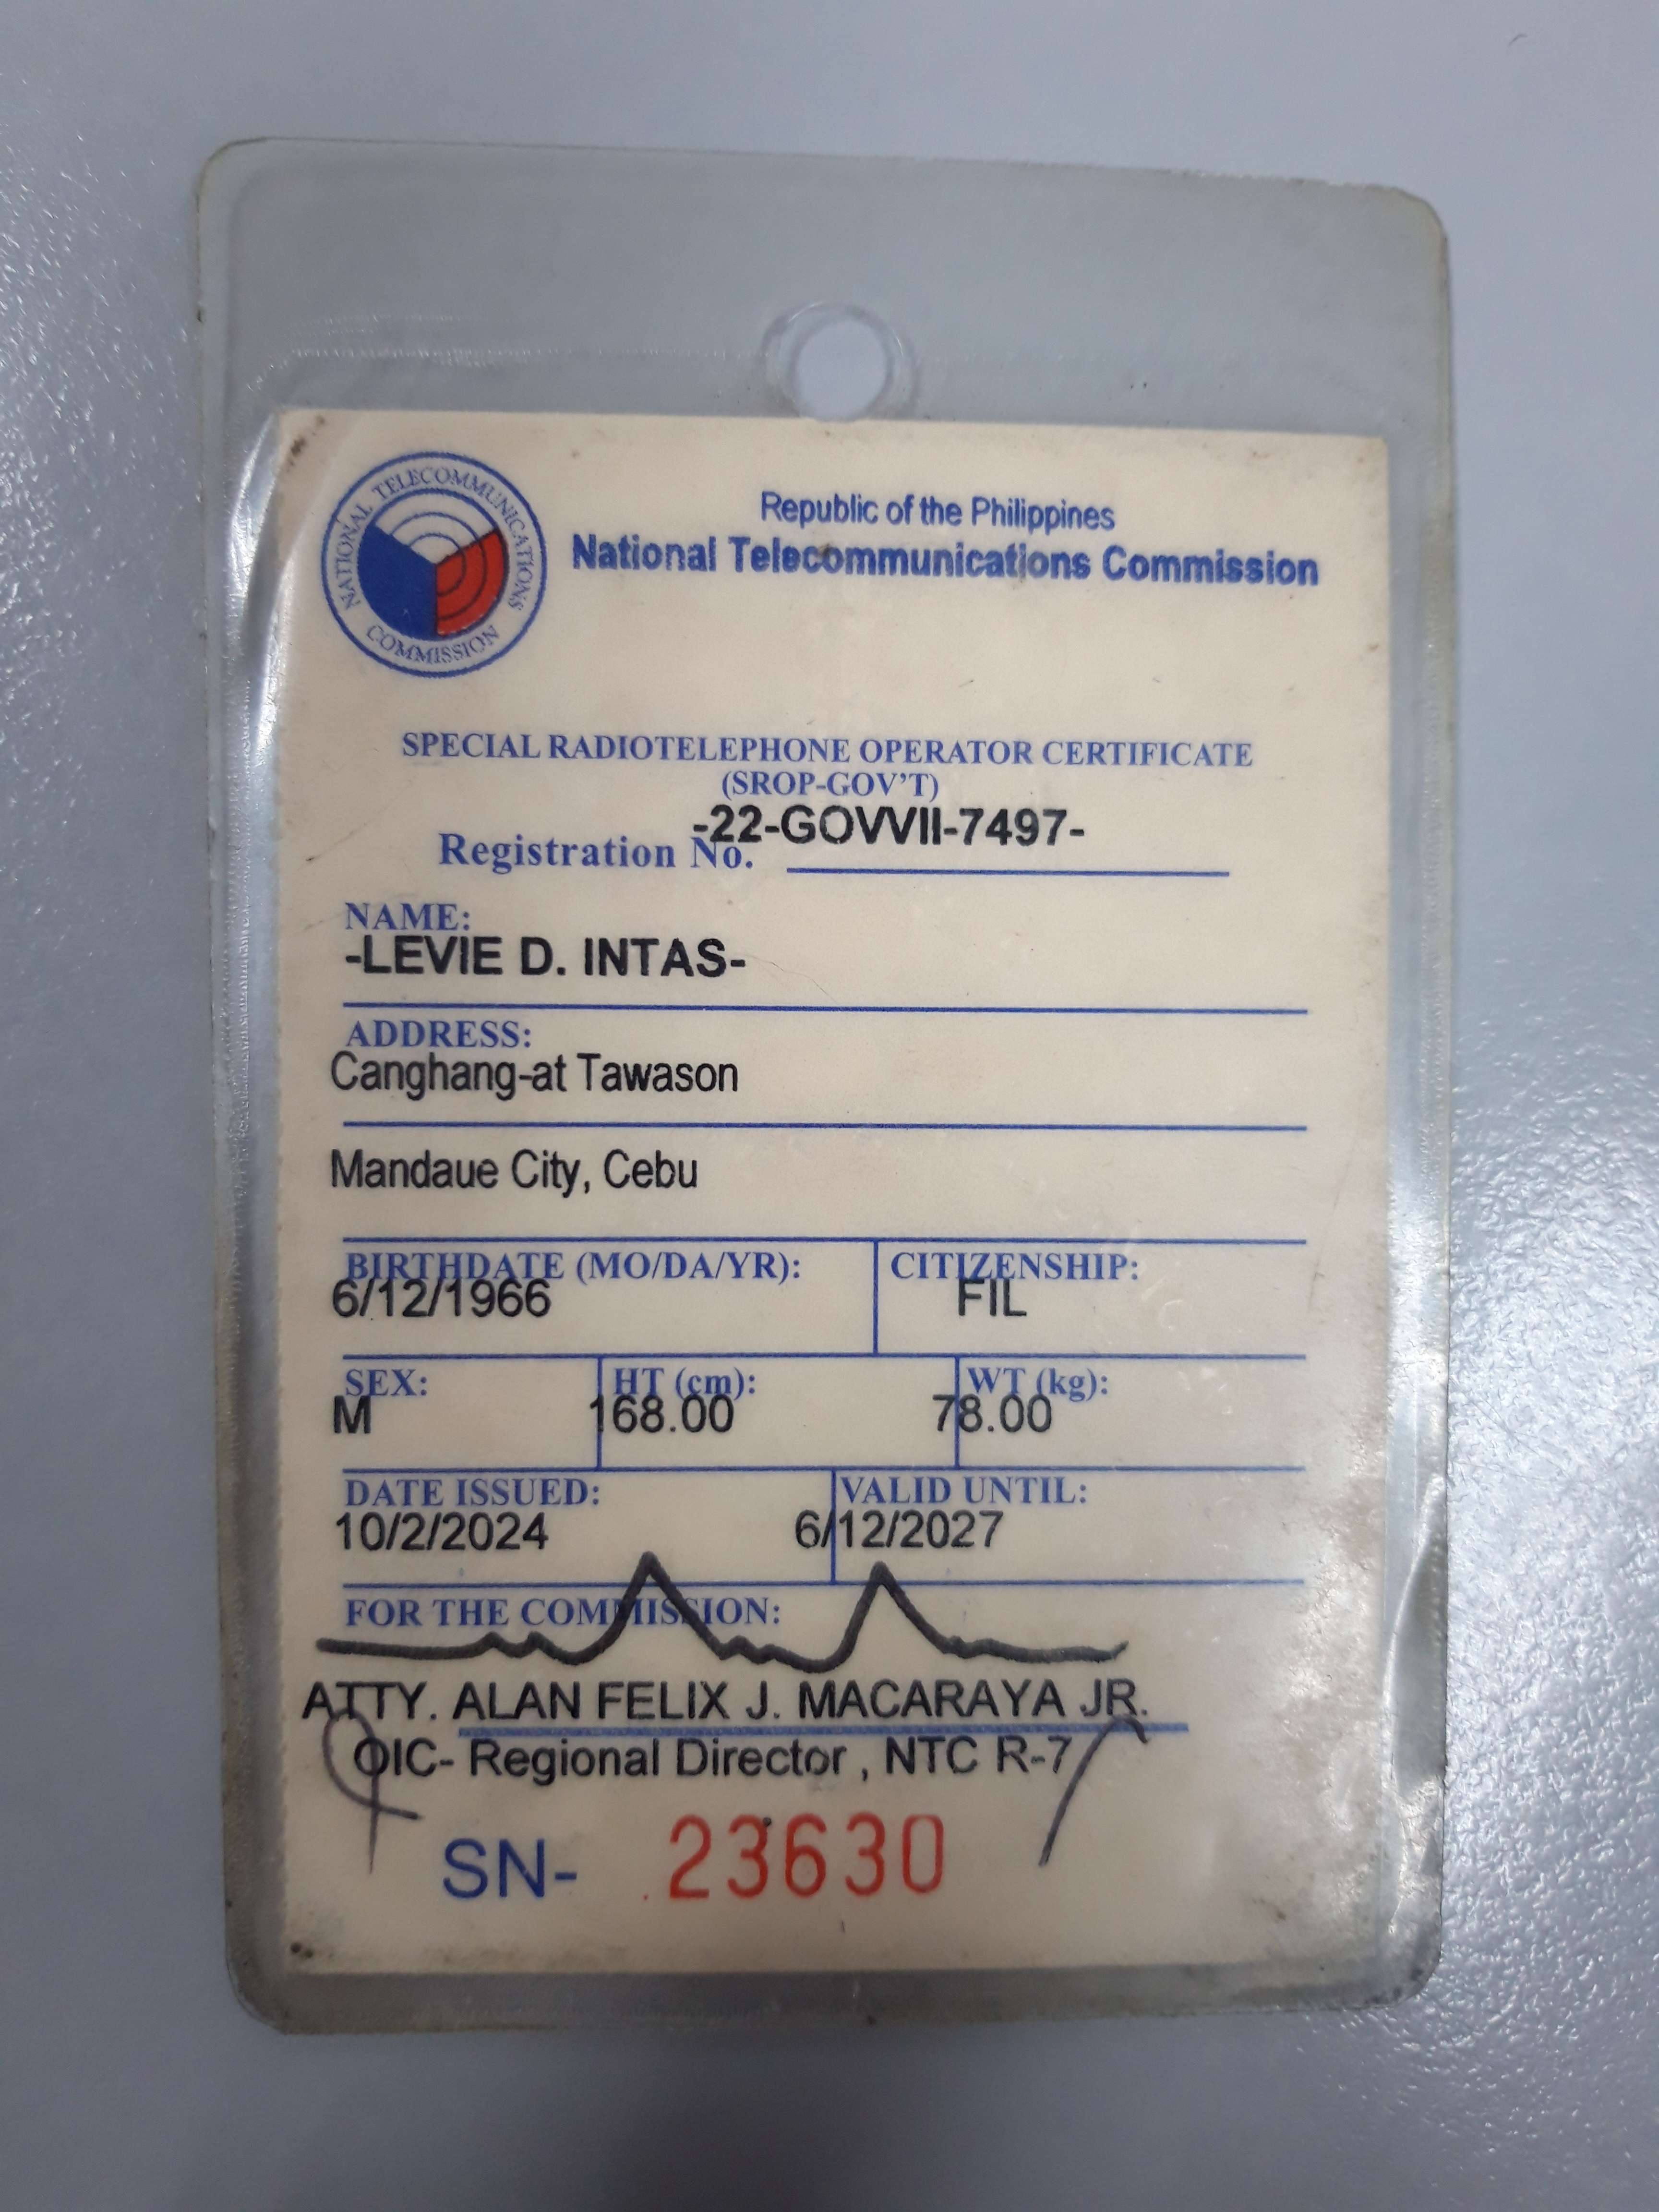 NATIONAL TELECOMMUNICATIONS COMMISSION
Republic of the Philippines
National Telecommunications Commission
SPECIAL RADIOTELEPHONE OPERATOR CERTIFICATE
(SROP-GOV'T)
Registration No. -22-GOVVII-7497-
NAME:
-LEVIE D. INTAS-
ADDRESS:
Canghang-at Tawason
Mandaue City, Cebu
BIRTHDATE (MO/DA/YR): CITIZENSHIP:
6/12/1966 FIL
SEX: HT (cm): WT (kg):
M 168.00 78.00
DATE ISSUED: VALID UNTIL:
10/2/2024 6/12/2027
FOR THE COMMISSION:
ATTY. ALAN FELIX J. MACARAYA JR.
OIC- Regional Director , NTC R-7
SN- 23630